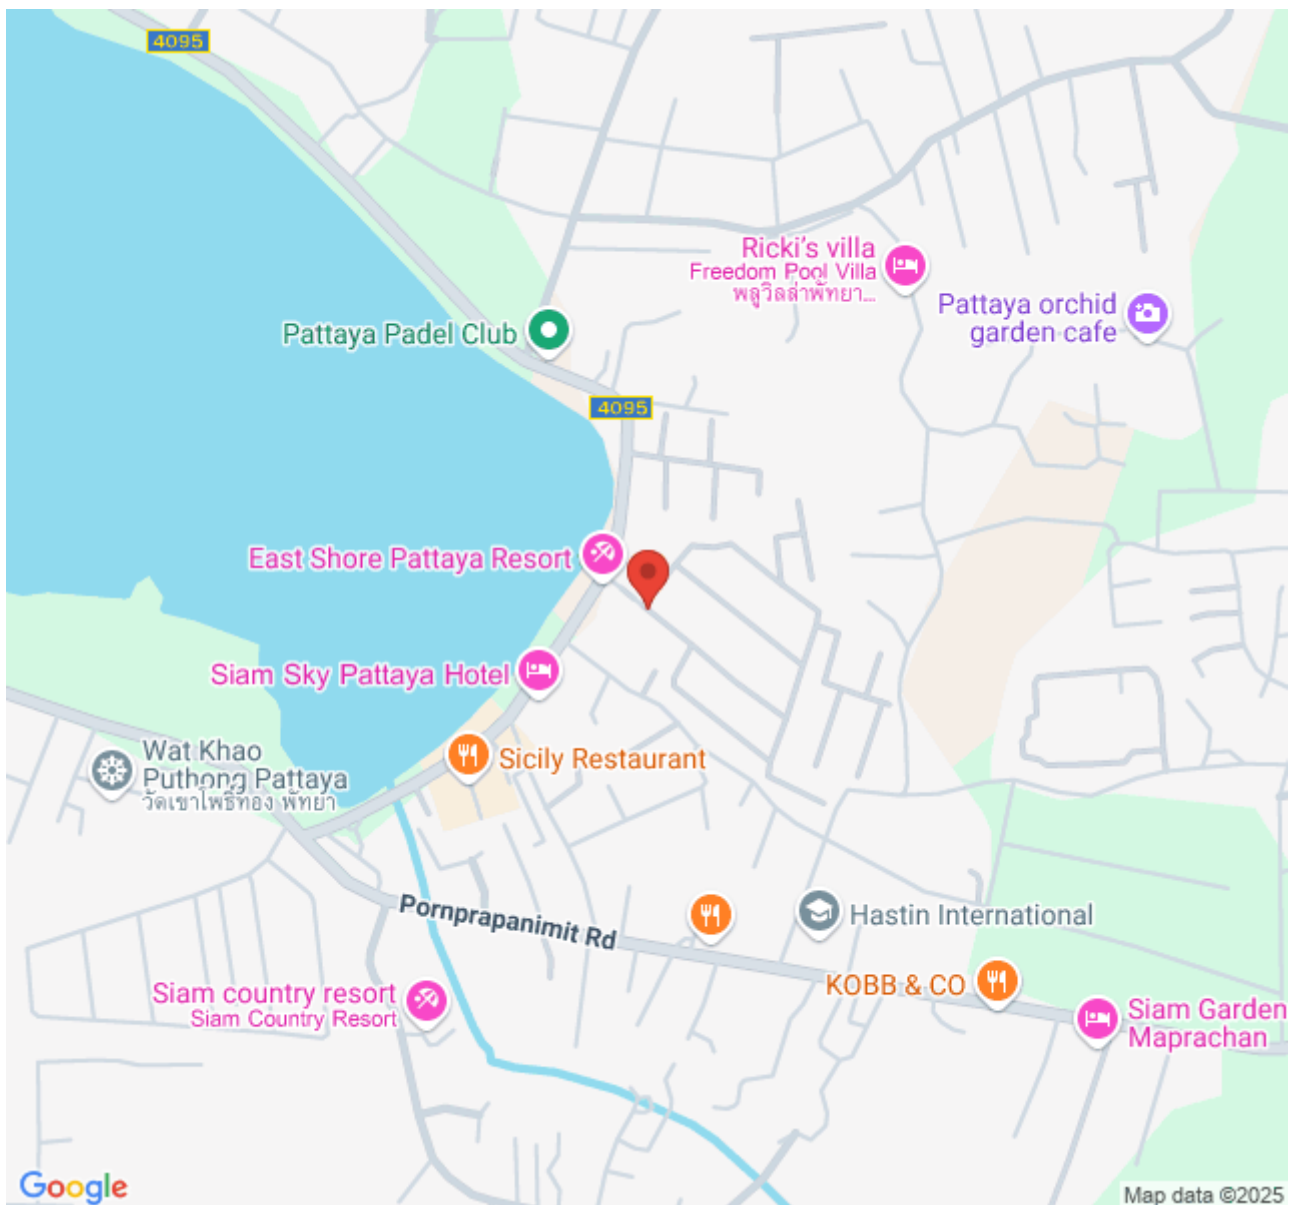 4095
Ricki's villa
Freedom Pool Villa
พลูวิลล่าพัทยา...
Pattaya orchid
garden cafe
Pattaya Padel Club
4095
East Shore Pattaya Resort
Siam Sky Pattaya Hotel
Wat Khao
Puthong Pattaya
วัดเขาโพธิ์ทอง พัทยา
Sicily Restaurant
Pornprapanimit Rd
Hastin International
KOBB & CO
Siam country resort
Siam Country Resort
Siam Garden
Maprachan
Google
Map data ©2025